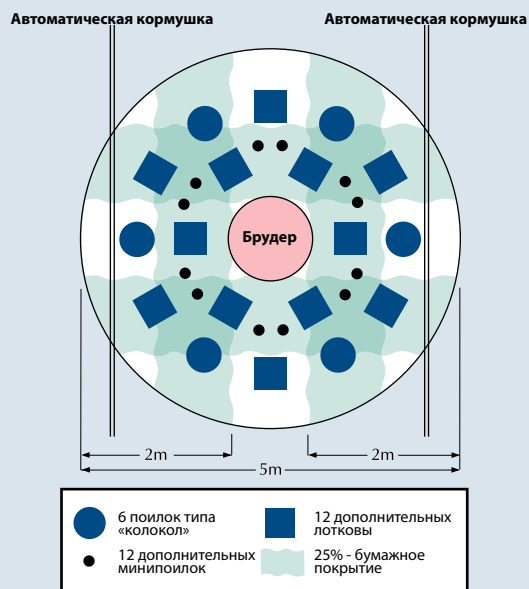 Автоматическая кормушка
Автоматическая кормушка
Брудер
2m
2m
5m
6 поилок типа
«колокол»
12 дополнительных
лотковы
12 дополнительных
минипоилок
25% - бумажное
покрытие